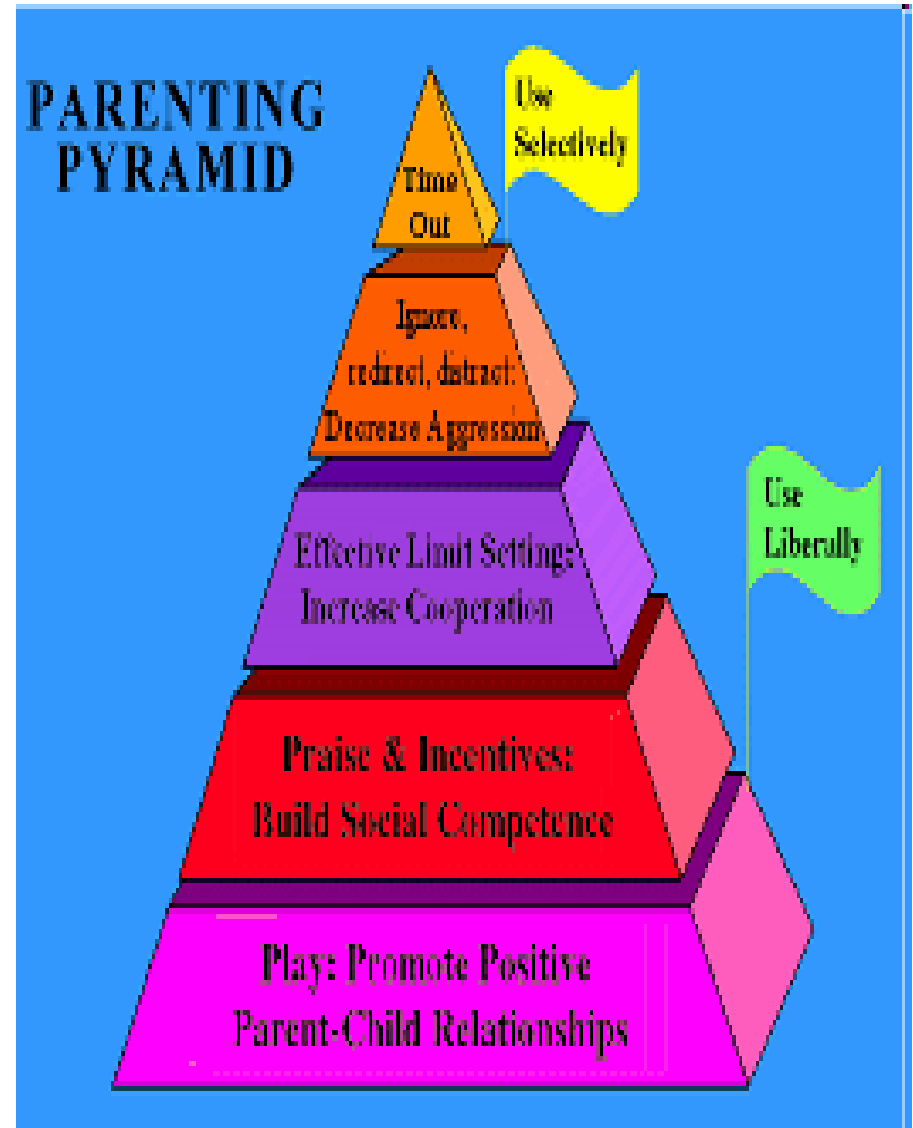 PARENTING
PYRAMID
Use
Selectively
Time
Out
Ignore,
redirect, distract:
Decrease Aggression
Effective Limit Setting:
Increase Cooperation
Use
Liberally
Praise & Incentives:
Build Social Competence
Play: Promote Positive
Parent-Child Relationships